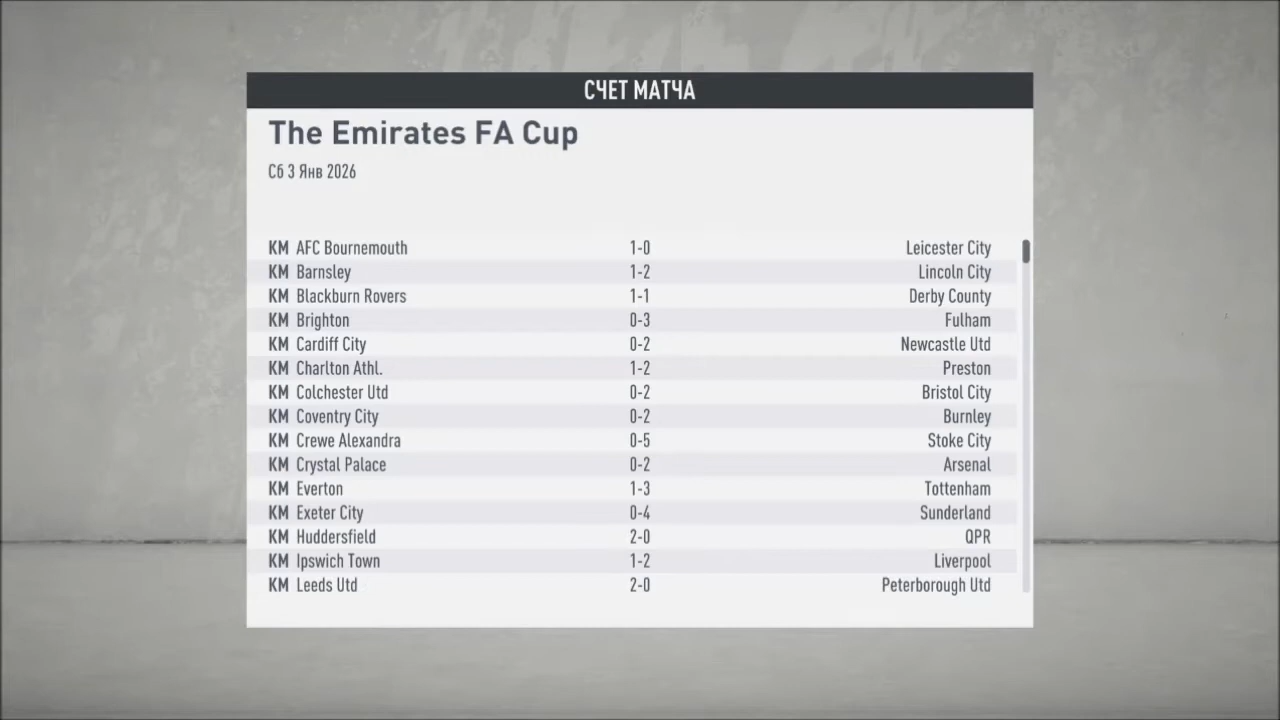 СЧЕТ МАТЧА
The Emirates FA Cup
Сб 3 Янв 2026
КМ AFC Bournemouth 1-0 Leicester City
КМ Barnsley 1-2 Lincoln City
КМ Blackburn Rovers 1-1 Derby County
КМ Brighton 0-3 Fulham
КМ Cardiff City 0-2 Newcastle Utd
КМ Charlton Athl. 1-2 Preston
КМ Colchester Utd 0-2 Bristol City
КМ Coventry City 0-2 Burnley
КМ Crewe Alexandra 0-5 Stoke City
КМ Crystal Palace 0-2 Arsenal
КМ Everton 1-3 Tottenham
КМ Exeter City 0-4 Sunderland
КМ Huddersfield 2-0 QPR
КМ Ipswich Town 1-2 Liverpool
КМ Leeds Utd 2-0 Peterborough Utd